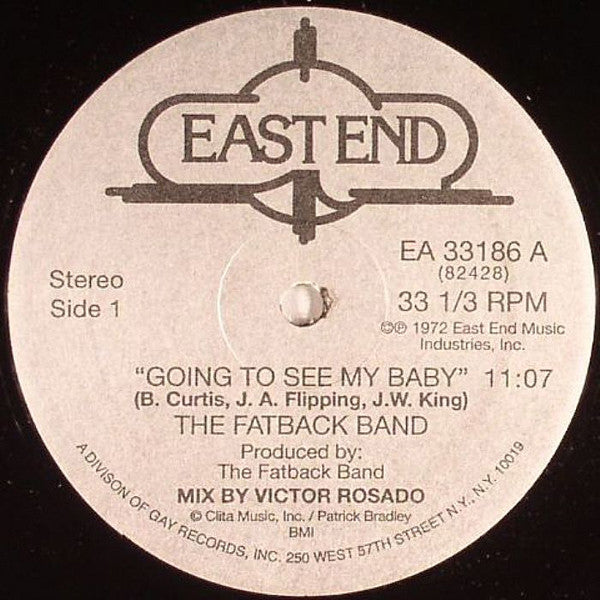 EAST END
EA 33186 A
(82428)
Stereo
Side 1
33 1/3 RPM
©℗ 1972 East End Music
Industries, Inc.
"GOING TO SEE MY BABY" 11:07
(B. Curtis, J. A. Flipping, J.W. King)
THE FATBACK BAND
Produced by:
The Fatback Band
MIX BY VICTOR ROSADO
© Clita Music, Inc. / Patrick Bradley
BMI
A DIVISON OF GAY RECORDS, INC. 250 WEST 57TH STREET N.Y., N.Y. 10019